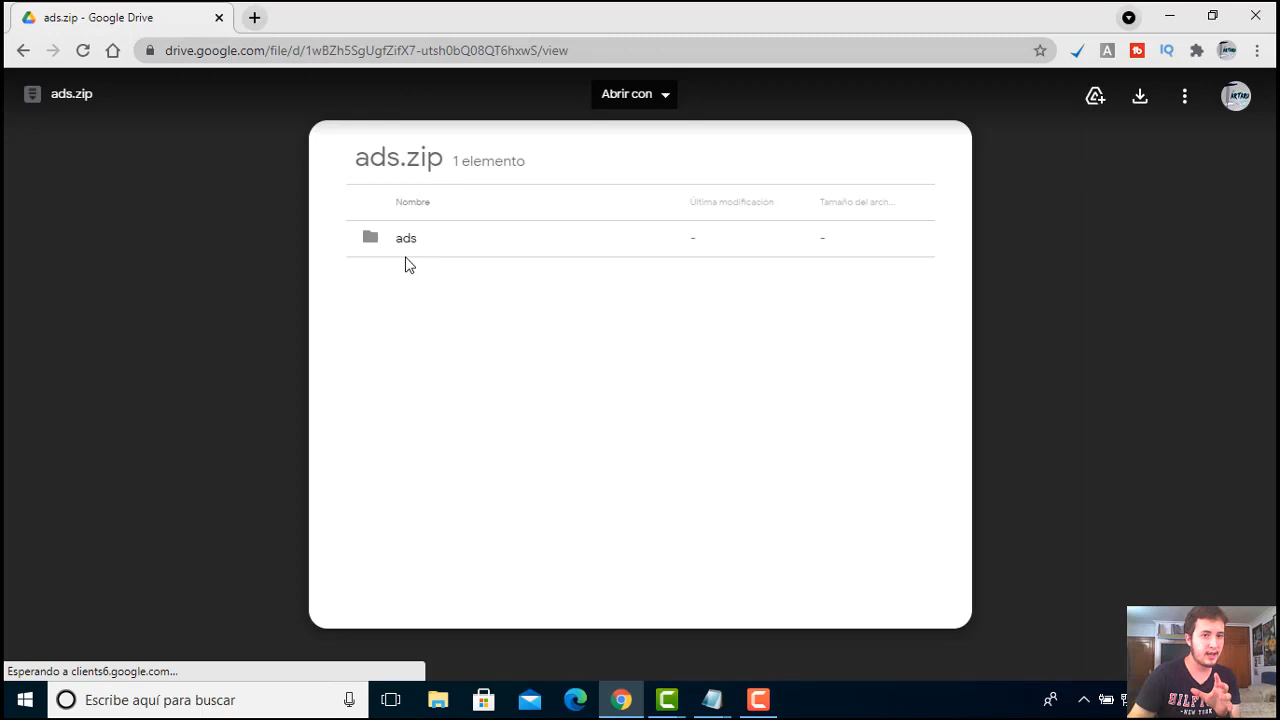 ads.zip - Google Drive
drive.google.com/file/d/1wBZh5SgUgfZifX7-utsh0bQ08QT6hxwS/view
ads.zip
Abrir con
ads.zip 1 elemento
Nombre Última modificación Tamaño del arch...
ads - -
Esperando a clients6.google.com...
Escribe aquí para buscar